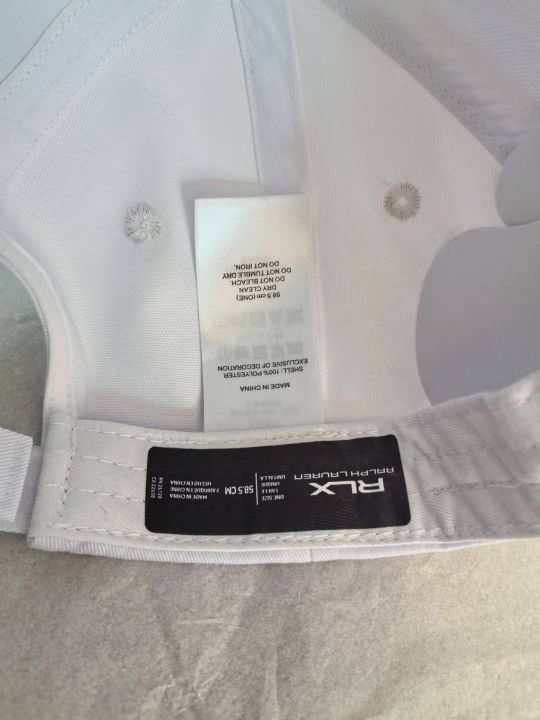 MADE IN CHINA
SHELL: 100% POLYESTER
EXCLUSIVE OF DECORATION
58.5 cm (ONE)
DRY CLEAN
DO NOT BLEACH.
DO NOT TUMBLE DRY
DO NOT IRON.
RLX
RALPH LAUREN
ONE SIZE
TAILLE
UNIQUE
UNITALLA
58.5 CM
MADE IN CHINA
FABRIQUÉ EN CHINE
HECHO EN CHINA